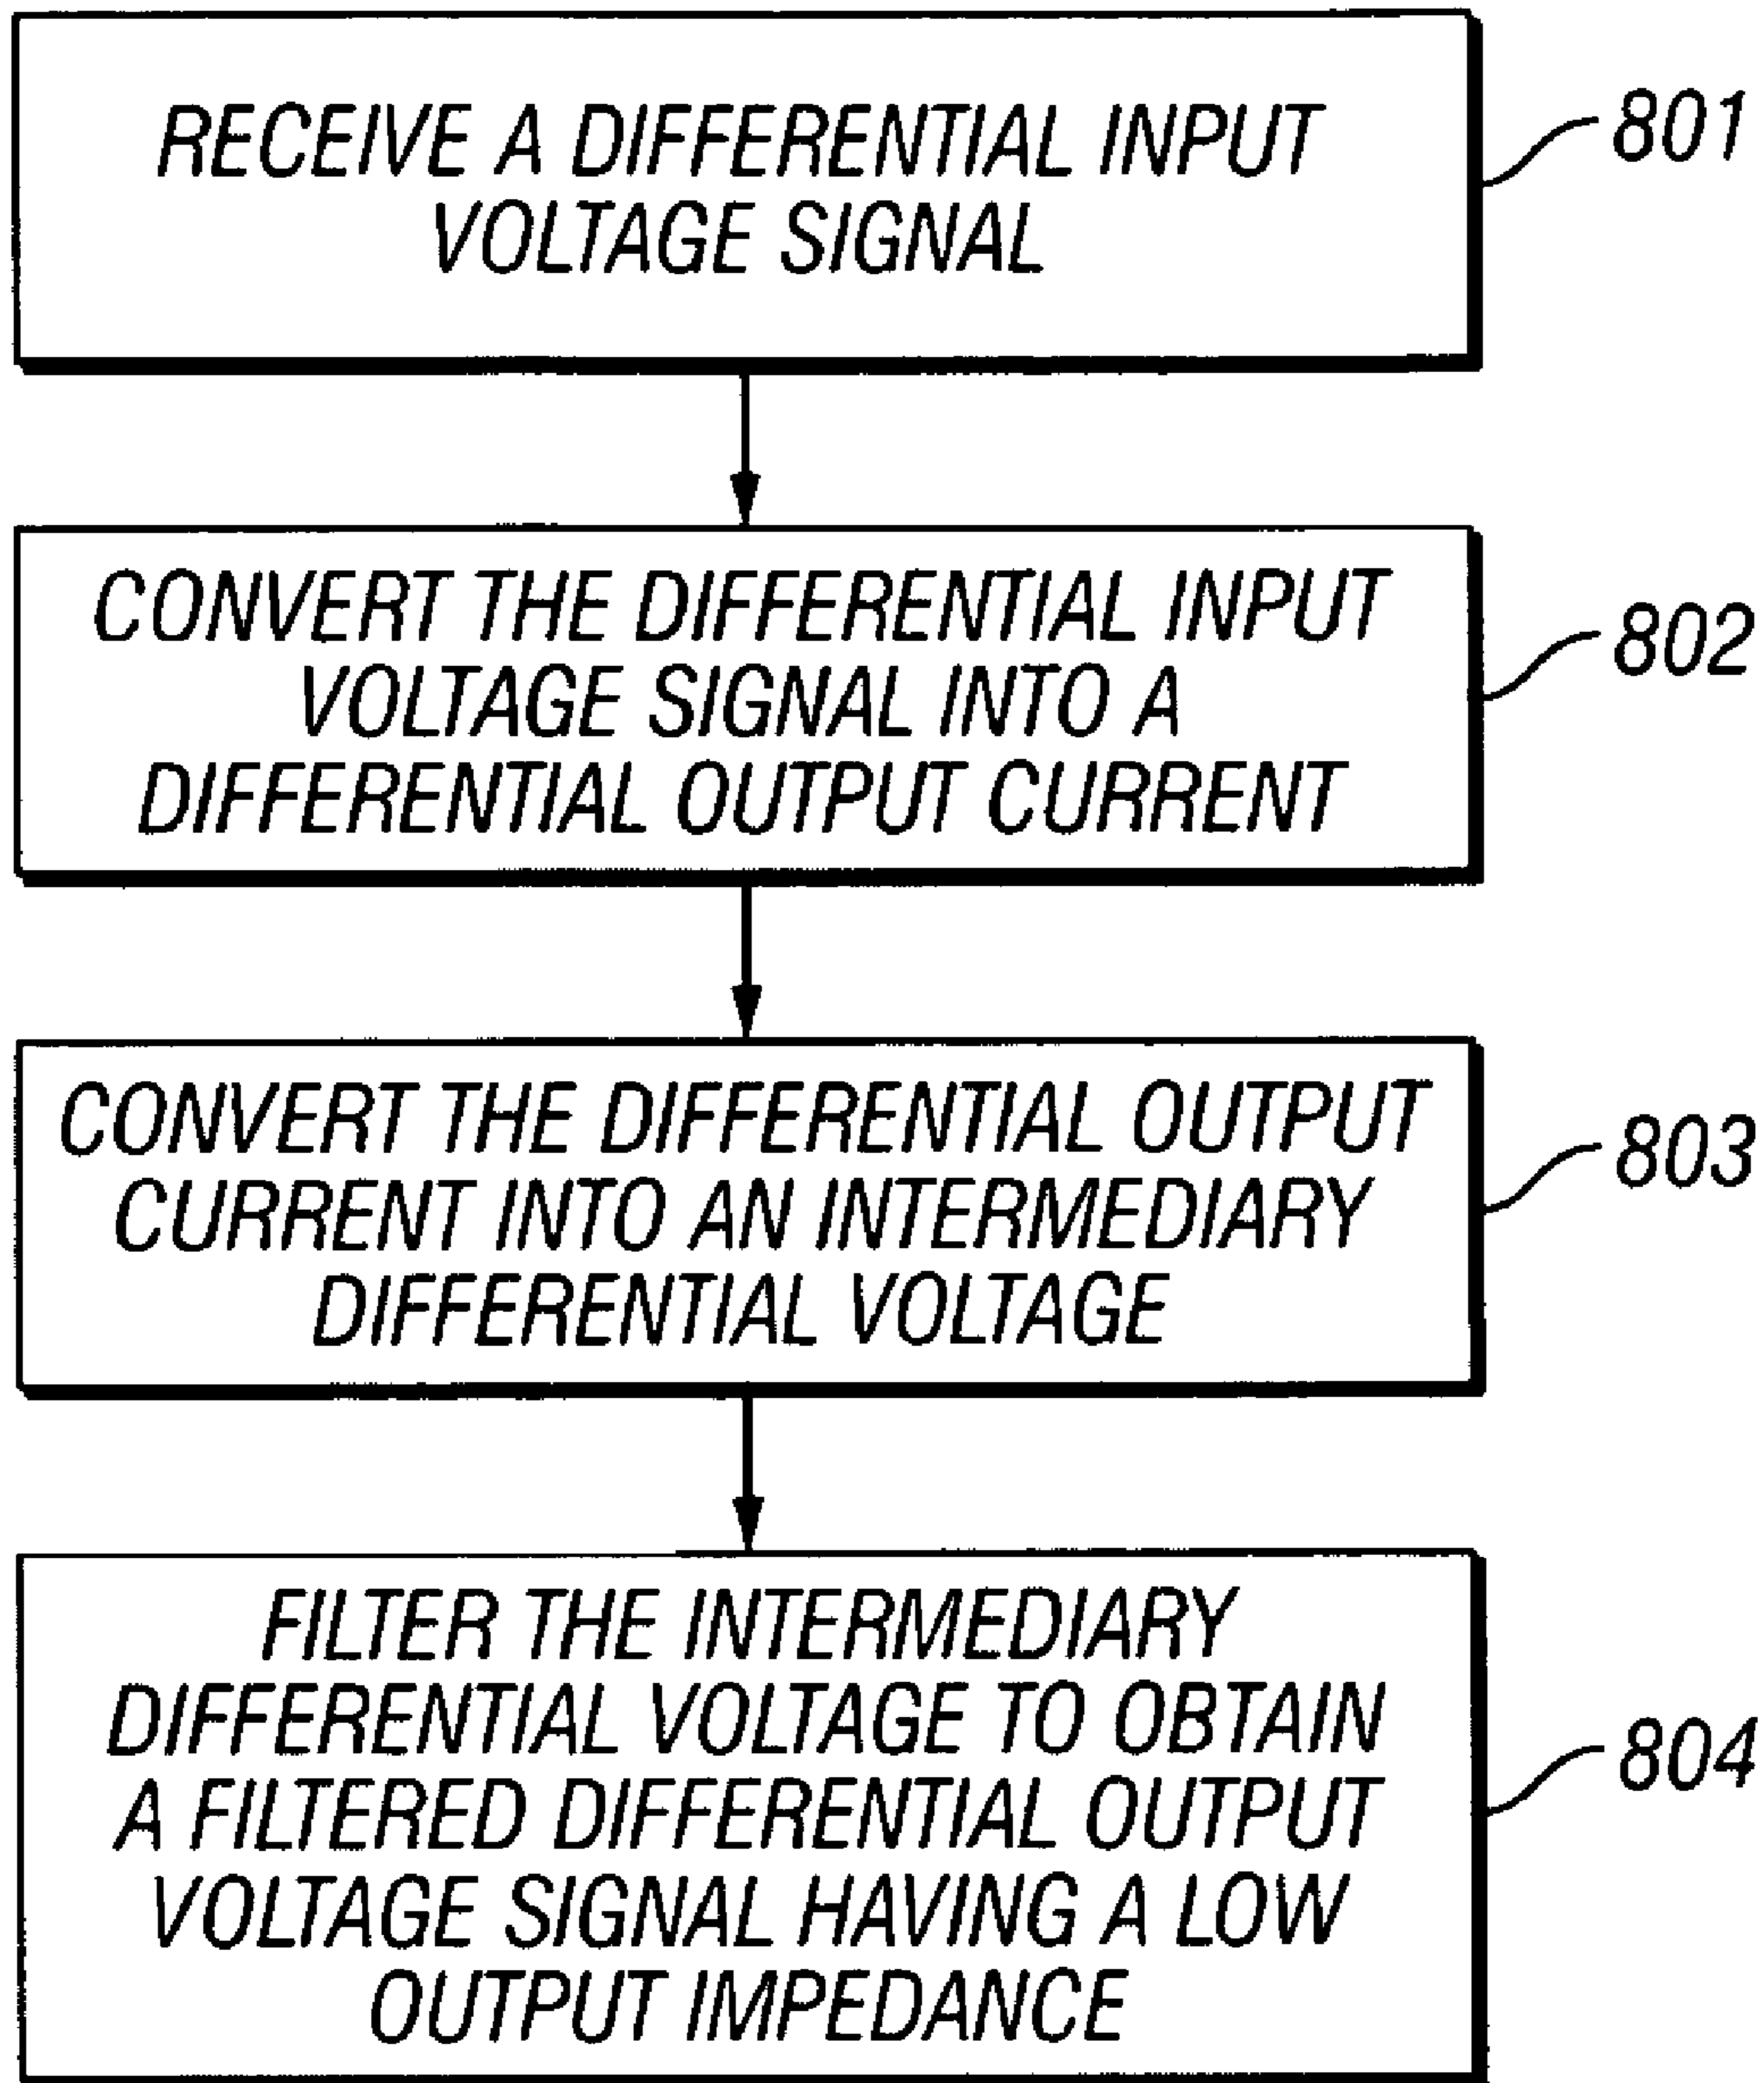 RECEIVE A DIFFERENTIAL INPUT
VOLTAGE SIGNAL
801
CONVERT THE DIFFERENTIAL INPUT
VOLTAGE SIGNAL INTO A
DIFFERENTIAL OUTPUT CURRENT
802
CONVERT THE DIFFERENTIAL OUTPUT
CURRENT INTO AN INTERMEDIARY
DIFFERENTIAL VOLTAGE
803
FILTER THE INTERMEDIARY
DIFFERENTIAL VOLTAGE TO OBTAIN
A FILTERED DIFFERENTIAL OUTPUT
VOLTAGE SIGNAL HAVING A LOW
OUTPUT IMPEDANCE
804